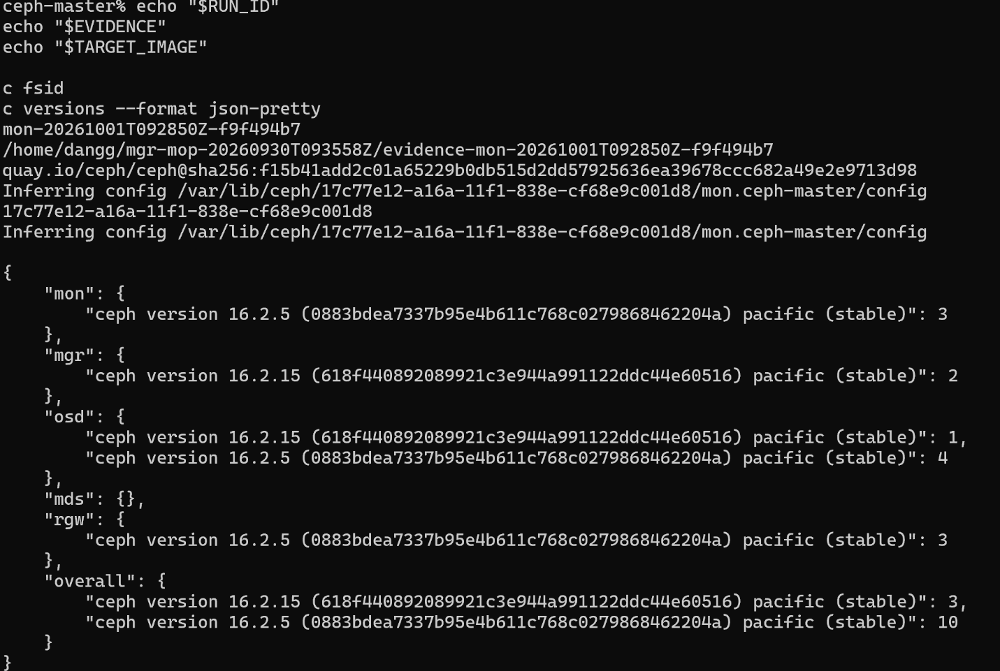 ceph-master% echo "$RUN_ID"
echo "$EVIDENCE"
echo "$TARGET_IMAGE"
c fsid
c versions --format json-pretty
mon-20261001T092850Z-f9f494b7
/home/dangg/mgr-mop-20260930T093558Z/evidence-mon-20261001T092850Z-f9f494b7
quay.io/ceph/ceph@sha256:f15b41add2c01a65229b0db515d2dd57925636ea39678ccc682a49e2e9713d98
Inferring config /var/lib/ceph/17c77e12-a16a-11f1-838e-cf68e9c001d8/mon.ceph-master/config
17c77e12-a16a-11f1-838e-cf68e9c001d8
Inferring config /var/lib/ceph/17c77e12-a16a-11f1-838e-cf68e9c001d8/mon.ceph-master/config
{
    "mon": {
        "ceph version 16.2.5 (0883bdea7337b95e4b611c768c0279868462204a) pacific (stable)": 3
    },
    "mgr": {
        "ceph version 16.2.15 (618f440892089921c3e944a991122ddc44e60516) pacific (stable)": 2
    },
    "osd": {
        "ceph version 16.2.15 (618f440892089921c3e944a991122ddc44e60516) pacific (stable)": 1,
        "ceph version 16.2.5 (0883bdea7337b95e4b611c768c0279868462204a) pacific (stable)": 4
    },
    "mds": {},
    "rgw": {
        "ceph version 16.2.5 (0883bdea7337b95e4b611c768c0279868462204a) pacific (stable)": 3
    },
    "overall": {
        "ceph version 16.2.15 (618f440892089921c3e944a991122ddc44e60516) pacific (stable)": 3,
        "ceph version 16.2.5 (0883bdea7337b95e4b611c768c0279868462204a) pacific (stable)": 10
    }
}